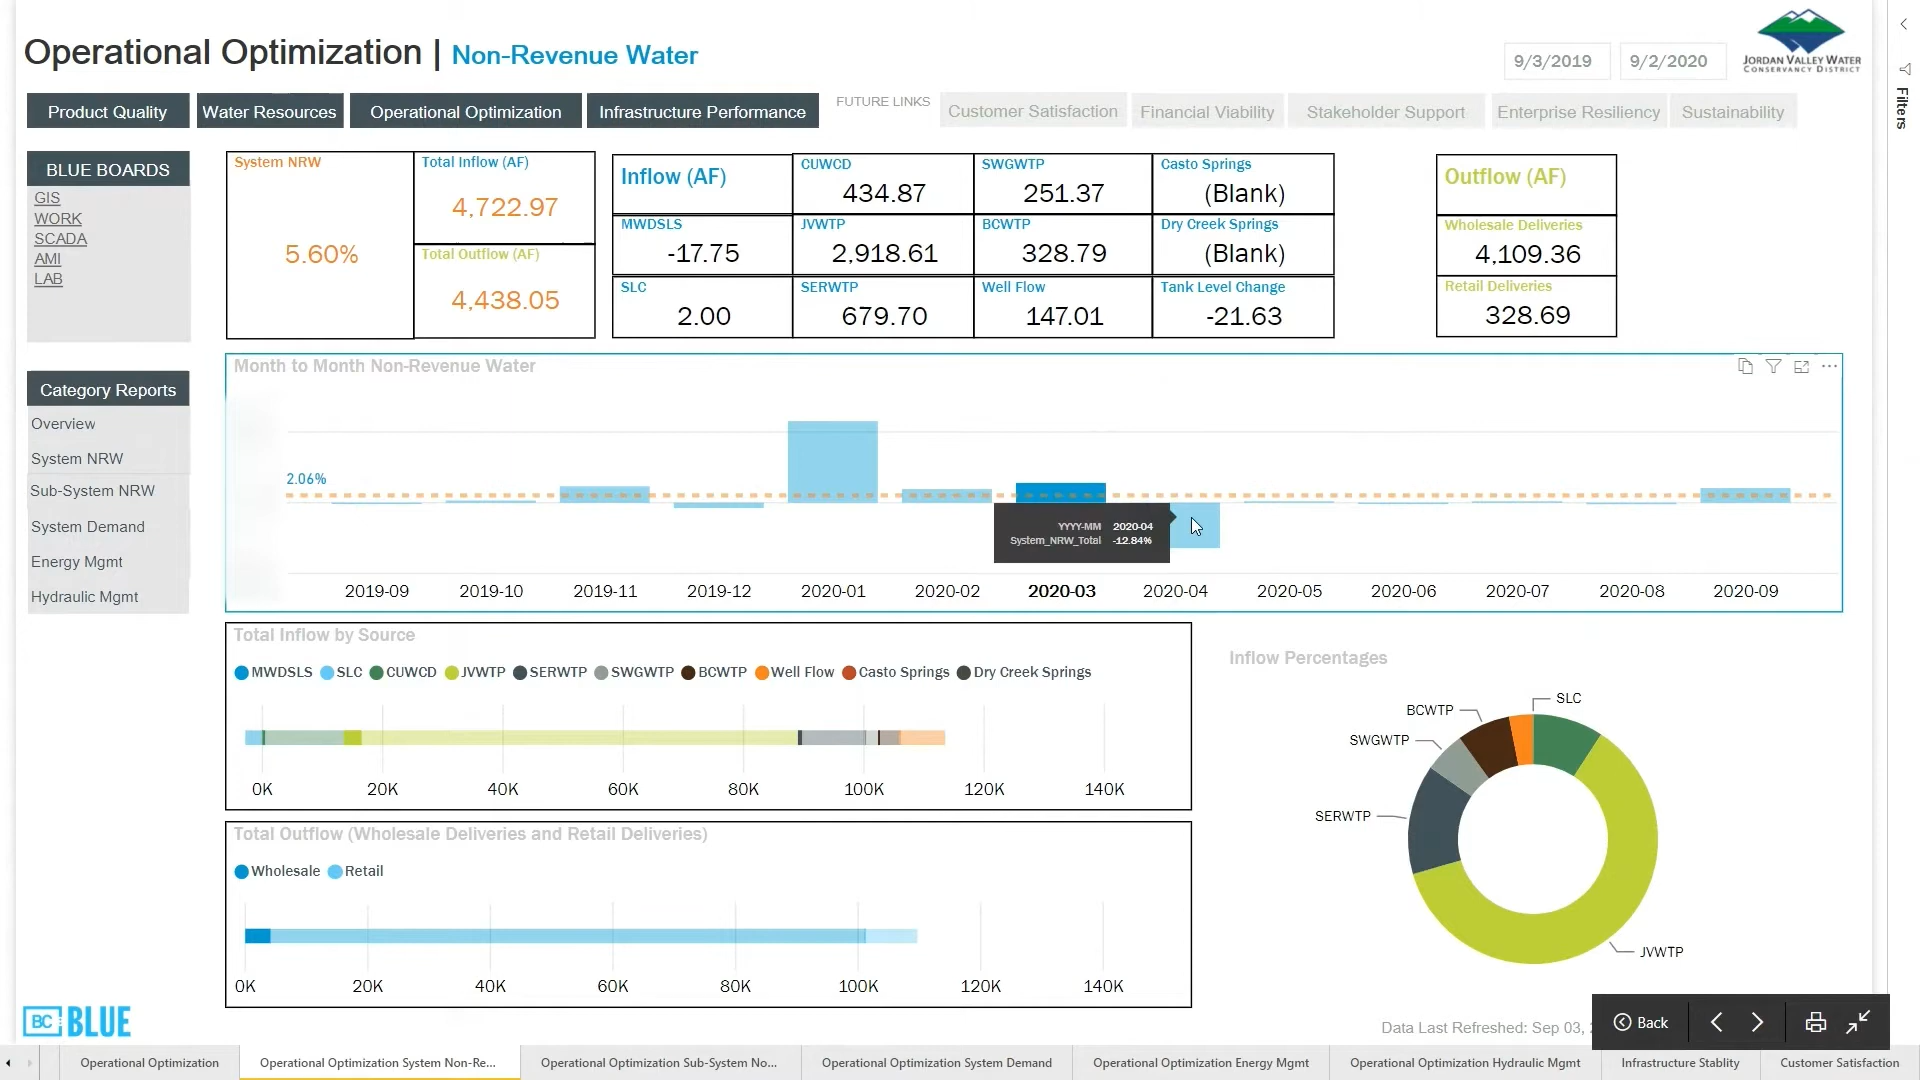 Operational Optimization | Non-Revenue Water
9/3/2019
9/2/2020
JORDAN VALLEY WATER
CONSERVANCY DISTRICT
Filters
Product Quality
Water Resources
Operational Optimization
Infrastructure Performance
FUTURE LINKS
Customer Satisfaction
Financial Viability
Stakeholder Support
Enterprise Resiliency
Sustainability
BLUE BOARDS
GIS
WORK
SCADA
AMI
LAB
System NRW
5.60%
Total Inflow (AF)
4,722.97
Total Outflow (AF)
4,438.05
Inflow (AF)
CUWCD
434.87
SWGWTP
251.37
Casto Springs
(Blank)
MWDSLS
-17.75
JVWTP
2,918.61
BCWTP
328.79
Dry Creek Springs
(Blank)
SLC
2.00
SERWTP
679.70
Well Flow
147.01
Tank Level Change
-21.63
Outflow (AF)
Wholesale Deliveries
4,109.36
Retail Deliveries
328.69
Category Reports
Overview
System NRW
Sub-System NRW
System Demand
Energy Mgmt
Hydraulic Mgmt
Month to Month Non-Revenue Water
2.06%
YYYY-MM 2020-04
System_NRW_Total -12.84%
2019-09 2019-10 2019-11 2019-12 2020-01 2020-02 2020-03 2020-04 2020-05 2020-06 2020-07 2020-08 2020-09
Total Inflow by Source
MWDSLS SLC CUWCD JVWTP SERWTP SWGWTP BCWTP Well Flow Casto Springs Dry Creek Springs
0K 20K 40K 60K 80K 100K 120K 140K
Total Outflow (Wholesale Deliveries and Retail Deliveries)
Wholesale Retail
0K 20K 40K 60K 80K 100K 120K 140K
Inflow Percentages
SLC
BCWTP
SWGWTP
SERWTP
JVWTP
BC BLUE
Data Last Refreshed: Sep 03,
Back
Operational Optimization
Operational Optimization System Non-Re...
Operational Optimization Sub-System No...
Operational Optimization System Demand
Operational Optimization Energy Mgmt
Operational Optimization Hydraulic Mgmt
Infrastructure Stablity
Customer Satisfaction